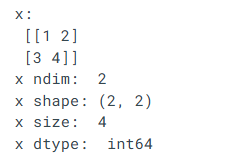 x:
 [[1 2]
 [3 4]]
x ndim:  2
x shape: (2, 2)
x size:  4
x dtype:  int64